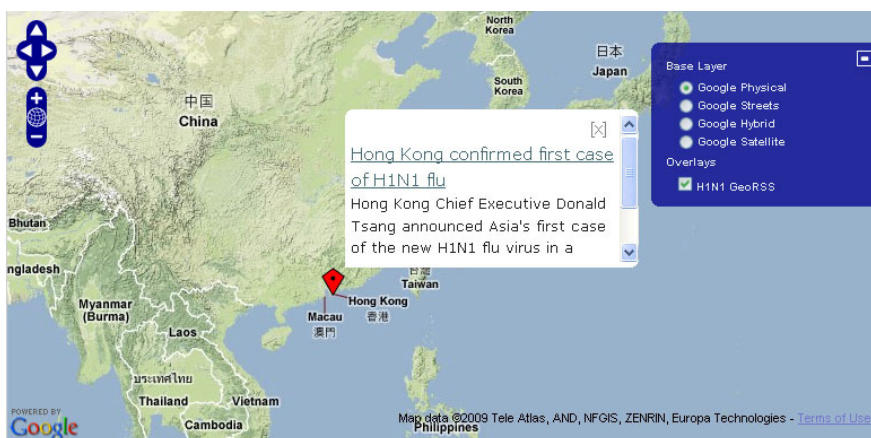 North
Korea
日本
Japan
South
Korea
中国
China
Base Layer
Google Physical
Google Streets
Google Hybrid
Google Satellite
Overlays
H1N1 GeoRSS
[X]
Hong Kong confirmed first case
of H1N1 flu
Hong Kong Chief Executive Donald
Tsang announced Asia's first case
of the new H1N1 flu virus in a
Bhutan
ngladesh
Myanmar
(Burma)
Laos
台灣
Taiwan
Hong Kong
香港
Macau
澳門
ประเทศไทย
Thailand
Vietnam
Cambodia
Philippines
POWERED BY
Google
Map data ©2009 Tele Atlas, AND, NFGIS, ZENRIN, Europa Technologies - Terms of Use